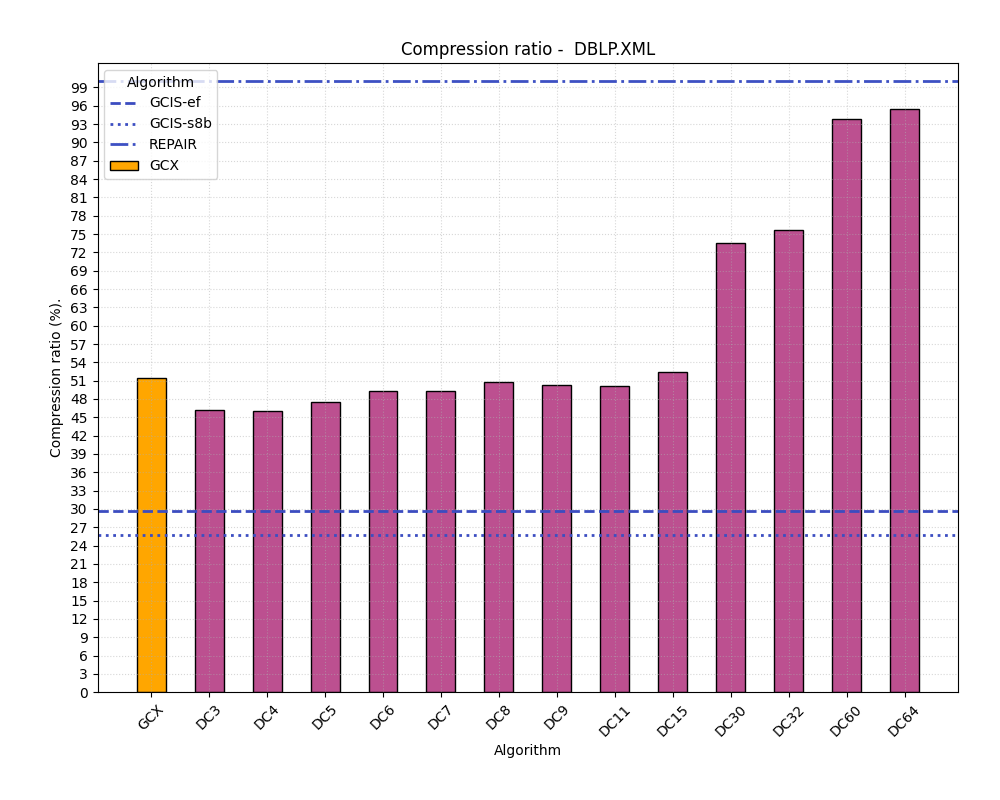 Compression ratio -  DBLP.XML
Algorithm
GCIS-ef
GCIS-s8b
REPAIR
GCX
Compression ratio (%).
99
96
93
90
87
84
81
78
75
72
69
66
63
60
57
54
51
48
45
42
39
36
33
30
27
24
21
18
15
12
9
6
3
0
GCX
DC3
DC4
DC5
DC6
DC7
DC8
DC9
DC11
DC15
DC30
DC32
DC60
DC64
Algorithm